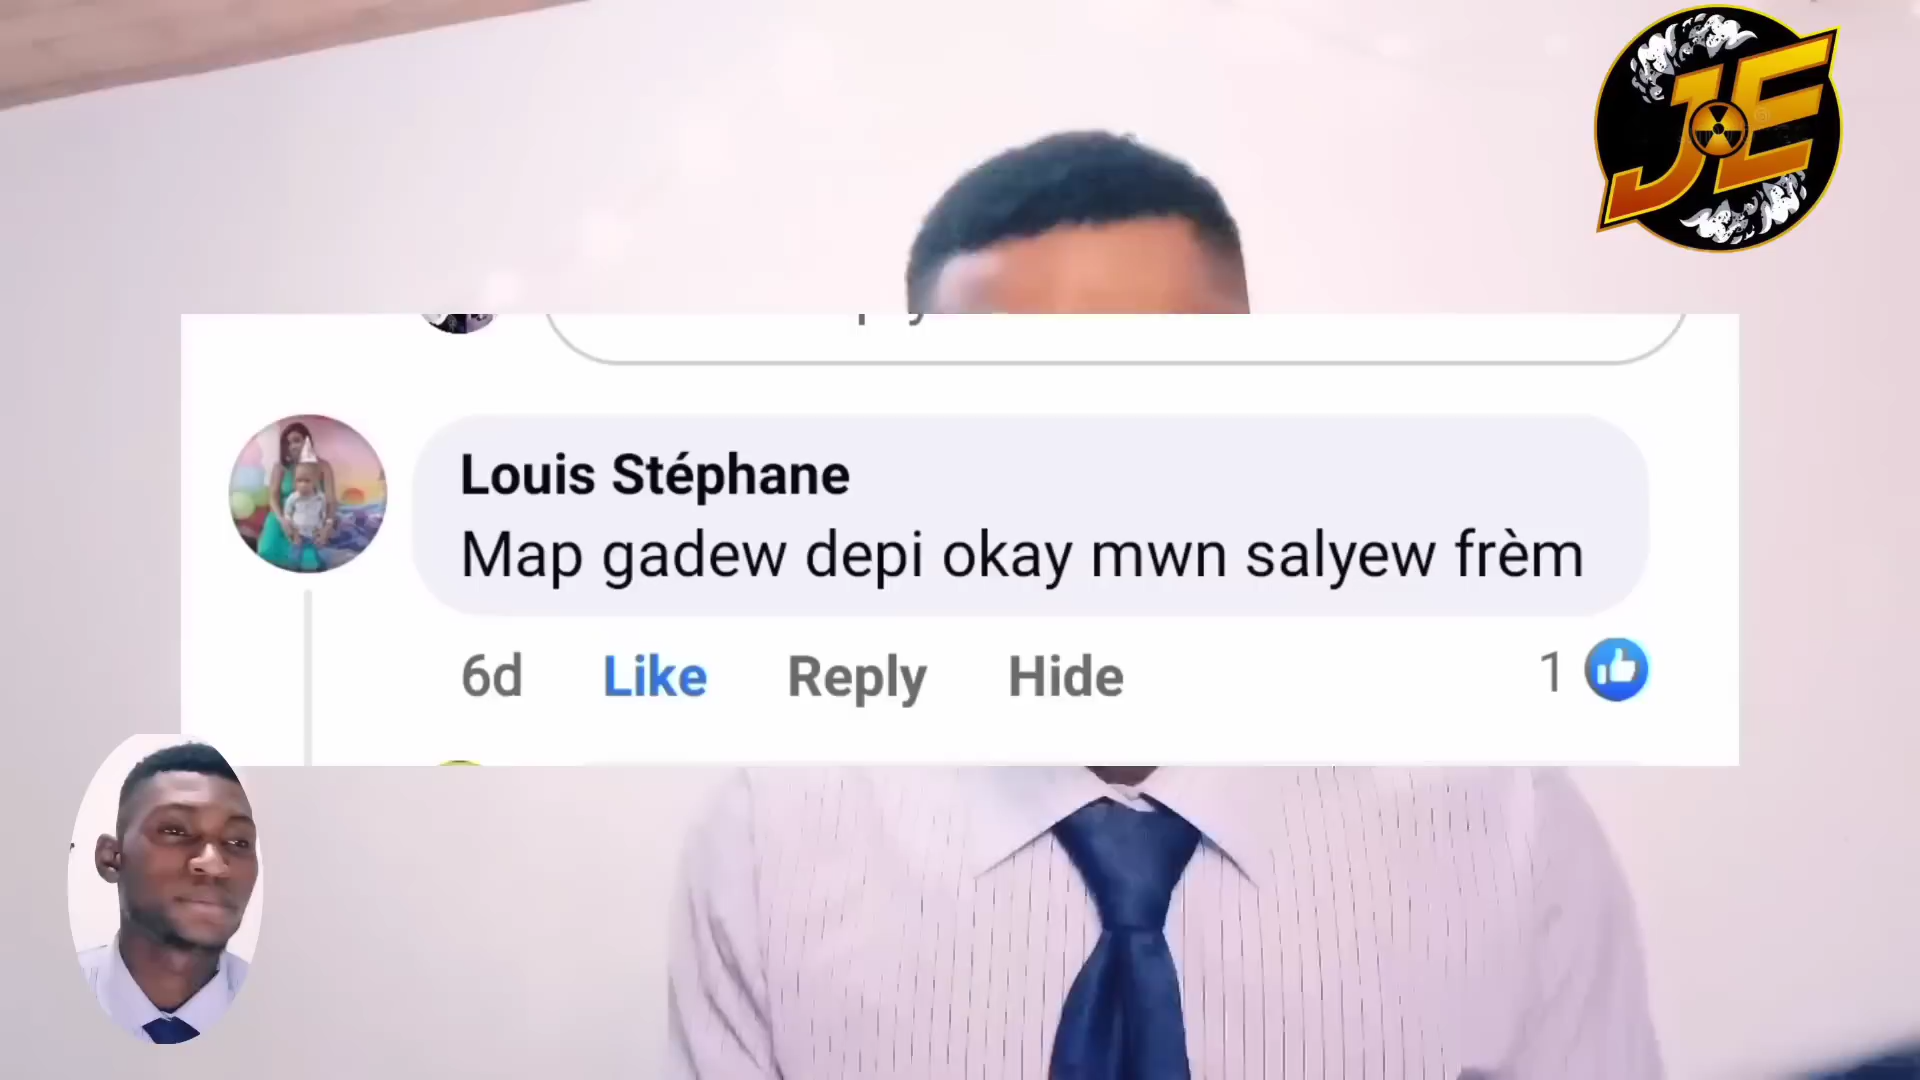 JE
Louis Stéphane
Map gadew depi okay mwn salyew frèm
6d Like Reply Hide 1